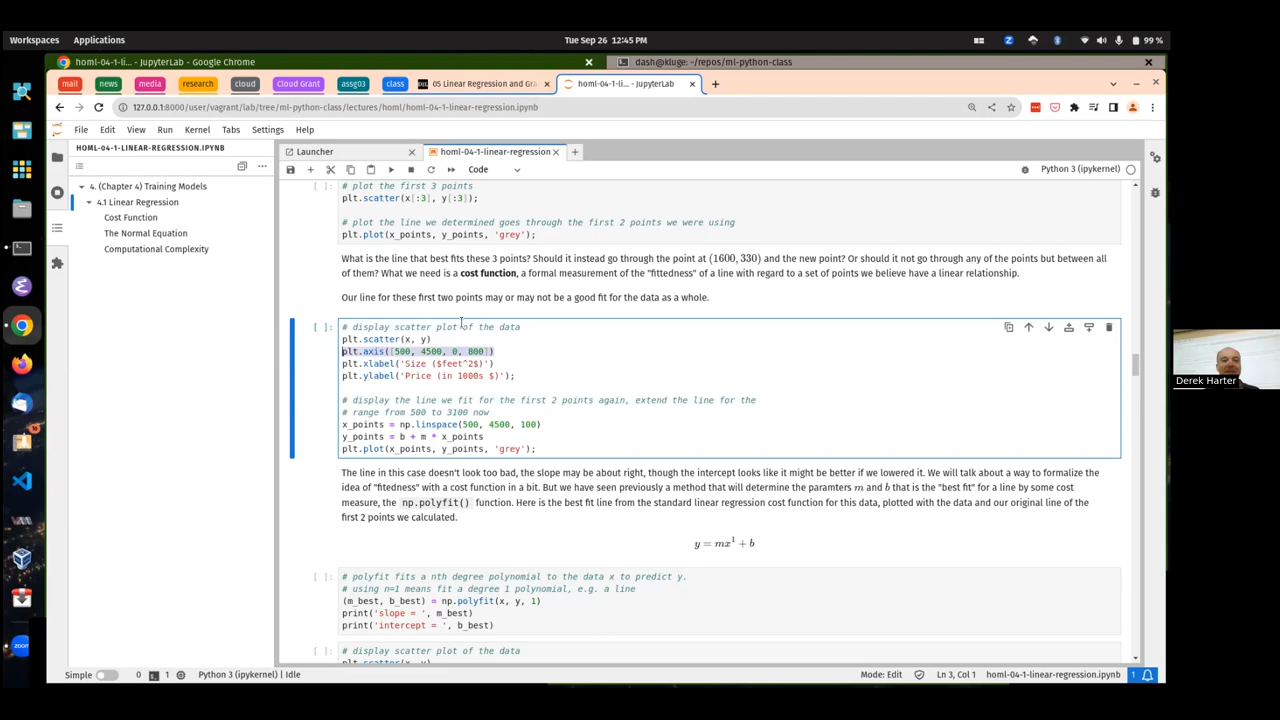 Workspaces Applications Tue Sep 26 12:45 PM 99 %
homl-04-1-li... - JupyterLab - Google Chrome dash@kluge: ~/repos/ml-python-class
mail news media research cloud Cloud Grant assg03 class 05 Linear Regression and Gra homl-04-1-li... - JupyterLab
127.0.0.1:8000/user/vagrant/lab/tree/ml-python-class/lectures/homl/homl-04-1-linear-regression.ipynb
File Edit View Run Kernel Tabs Settings Help
HOML-04-1-LINEAR-REGRESSION.IPYNB
Launcher homl-04-1-linear-regression
Code Python 3 (ipykernel)
4. (Chapter 4) Training Models
4.1 Linear Regression
Cost Function
The Normal Equation
Computational Complexity
[ ]: # plot the first 3 points
plt.scatter(x[:3], y[:3]);
# plot the line we determined goes through the first 2 points we were using
plt.plot(x_points, y_points, 'grey');
What is the line that best fits these 3 points? Should it instead go through the point at (1600, 330) and the new point? Or should it not go through any of the points but between all
of them? What we need is a cost function, a formal measurement of the "fittedness" of a line with regard to a set of points we believe have a linear relationship.
Our line for these first two points may or may not be a good fit for the data as a whole.
[ ]: # display scatter plot of the data
plt.scatter(x, y)
plt.axis([500, 4500, 0, 800])
plt.xlabel('Size ($feet^2$)')
plt.ylabel('Price (in 1000s $)');
# display the line we fit for the first 2 points again, extend the line for the
# range from 500 to 3100 now
x_points = np.linspace(500, 4500, 100)
y_points = b + m * x_points
plt.plot(x_points, y_points, 'grey');
The line in this case doesn't look too bad, the slope may be about right, though the intercept looks like it might be better if we lowered it. We will talk about a way to formalize the
idea of "fitedness" with a cost function in a bit. But we have seen previously a method that will determine the paramters m and b that is the "best fit" for a line by some cost
measure, the np.polyfit() function. Here is the best fit line from the standard linear regression cost function for this data, plotted with the data and our original line of the
first 2 points we calculated.
y = mx¹ + b
[ ]: # polyfit fits a nth degree polynomial to the data x to predict y.
# using n=1 means fit a degree 1 polynomial, e.g. a line
(m_best, b_best) = np.polyfit(x, y, 1)
print('slope = ', m_best)
print('intercept = ', b_best)
[ ]: # display scatter plot of the data
plt.scatter(x, y)
Derek Harter
Simple 0 1 Python 3 (ipykernel) | Idle Mode: Edit Ln 3, Col 1 homl-04-1-linear-regression.ipynb 1